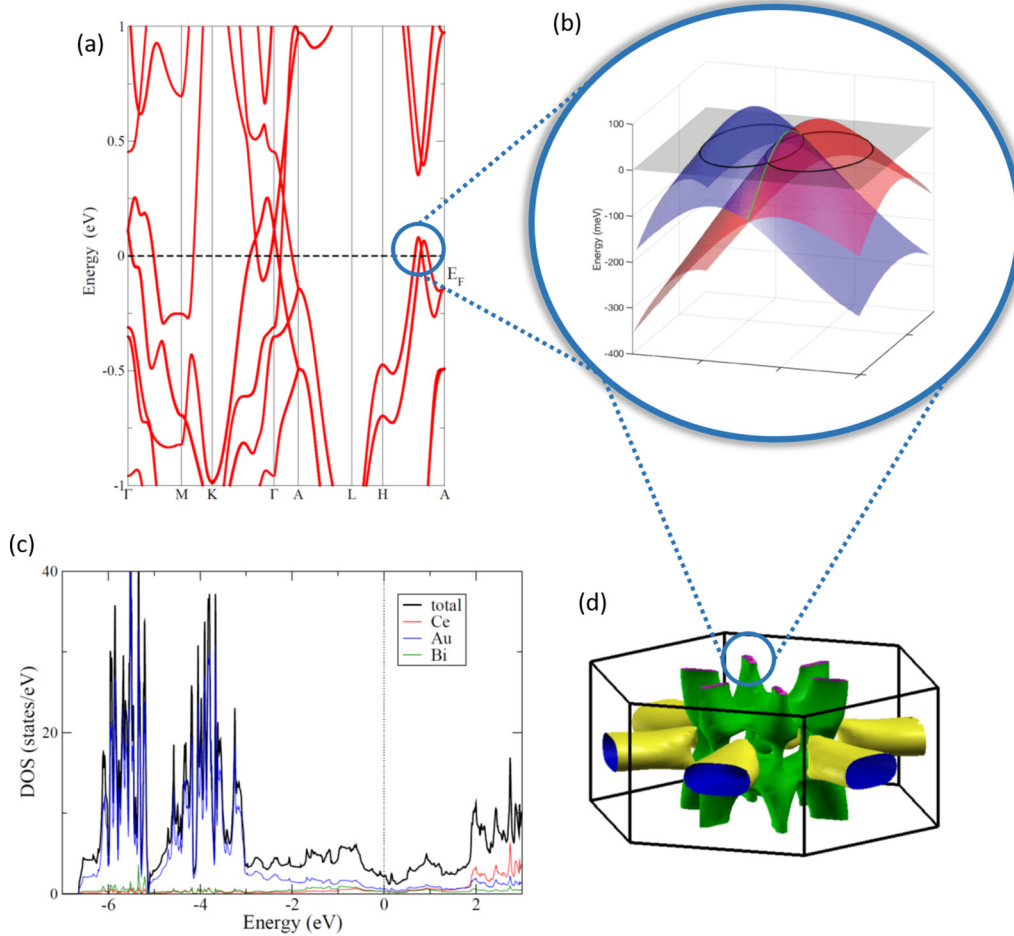 (a)
1
0.5
0
-0.5
-1
Energy (eV)
E_F
Γ M K Γ A L H A
(b)
100
0
-100
-200
-300
-400
Energy (meV)
(c)
40
20
0
DOS (states/eV)
total
Ce
Au
Bi
-6 -4 -2 0 2
Energy (eV)
(d)